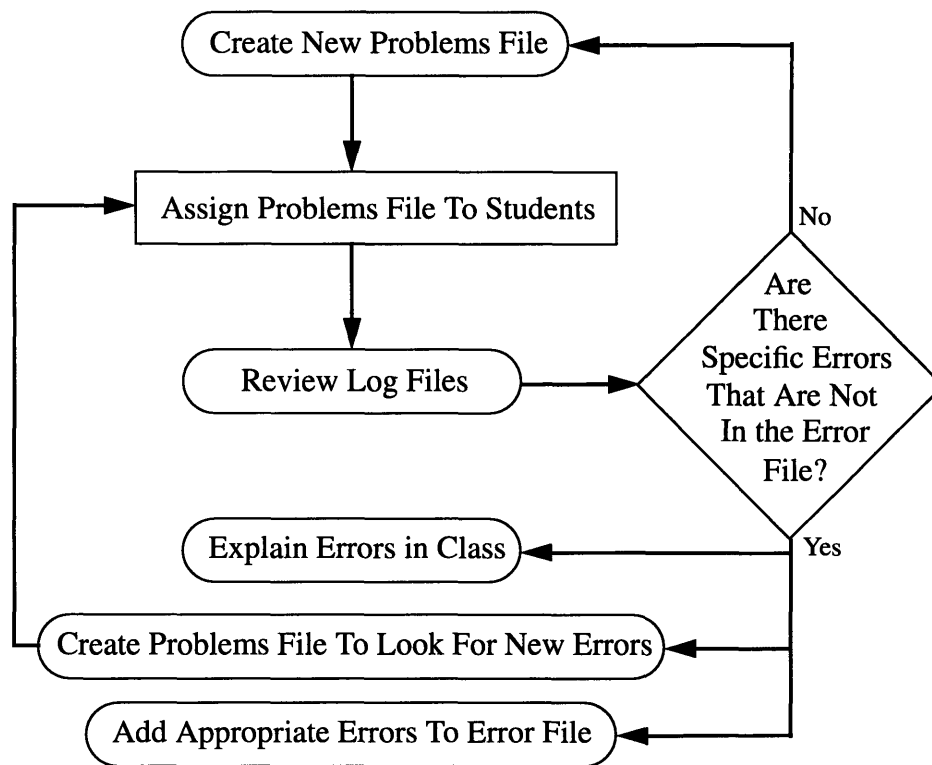 Create New Problems File
Assign Problems File To Students
No
Are
There
Specific Errors
That Are Not
In the Error
File?
Review Log Files
Yes
Explain Errors in Class
Create Problems File To Look For New Errors
Add Appropriate Errors To Error File